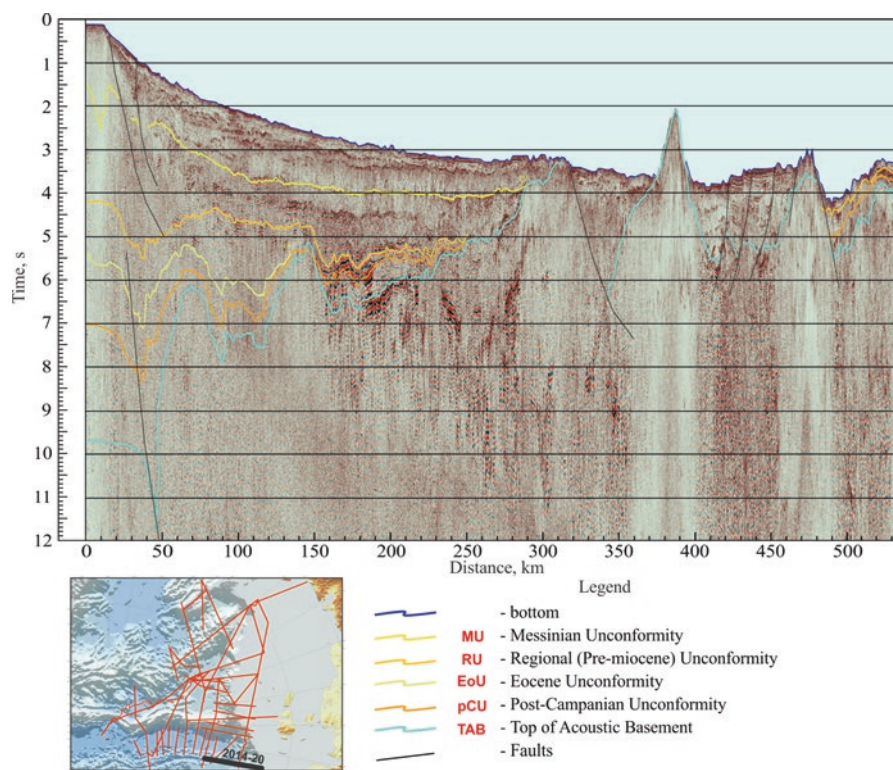 0
1
2
3
4
5
6
7
8
9
10
11
12
Time, s
0 50 100 150 200 250 300 350 400 450 500
Distance, km
Legend
- bottom
MU - Messinian Unconformity
RU - Regional (Pre-miocene) Unconformity
EoU - Eocene Unconformity
pCU - Post-Campanian Unconformity
TAB - Top of Acoustic Basement
- Faults
2014-20